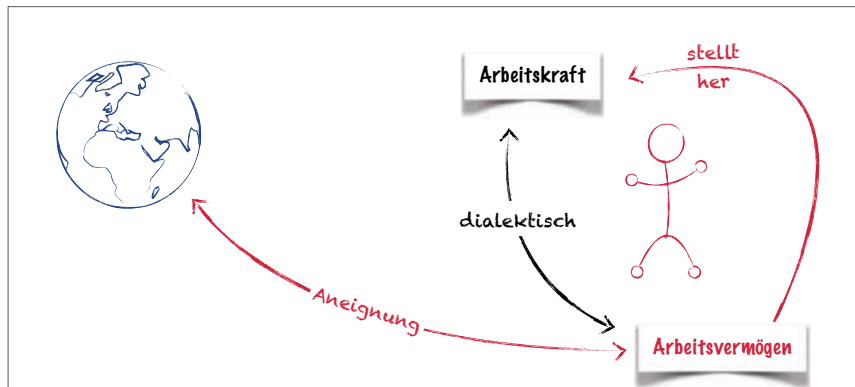 Arbeitskraft
stellt
her
dialektisch
Aneignung
Arbeitsvermögen